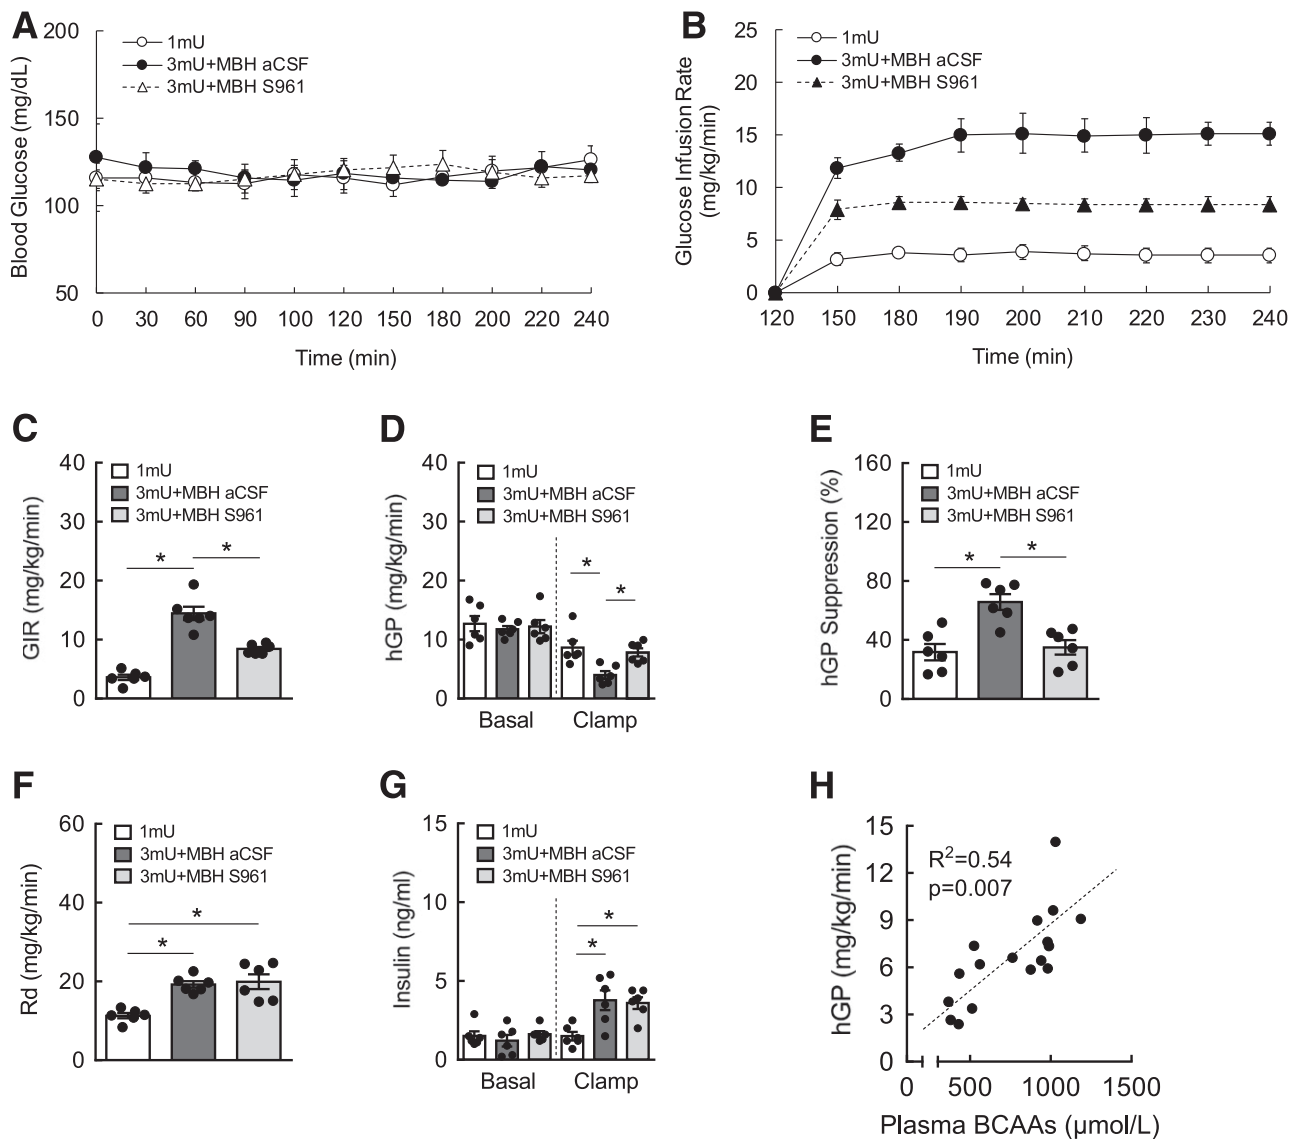 A
200
150
100
50
Blood Glucose (mg/dL)
1mU
3mU+MBH aCSF
3mU+MBH S961
0 30 60 90 100 120 150 180 200 220 240
Time (min)
B
25
20
15
10
5
0
Glucose Infusion Rate
(mg/kg/min)
1mU
3mU+MBH aCSF
3mU+MBH S961
120 150 180 190 200 210 220 230 240
Time (min)
C
40
30
20
10
0
GIR (mg/kg/min)
1mU
3mU+MBH aCSF
3mU+MBH S961
* *
D
40
30
20
10
0
hGP (mg/kg/min)
1mU
3mU+MBH aCSF
3mU+MBH S961
* *
Basal Clamp
E
160
120
80
40
0
hGP Suppression (%)
1mU
3mU+MBH aCSF
3mU+MBH S961
* *
F
60
40
20
0
Rd (mg/kg/min)
1mU
3mU+MBH aCSF
3mU+MBH S961
*
*
G
15
10
5
0
Insulin (ng/ml)
1mU
3mU+MBH aCSF
3mU+MBH S961
*
*
Basal Clamp
H
15
12
9
6
3
0
hGP (mg/kg/min)
R²=0.54
p=0.007
0 500 1000 1500
Plasma BCAAs (µmol/L)